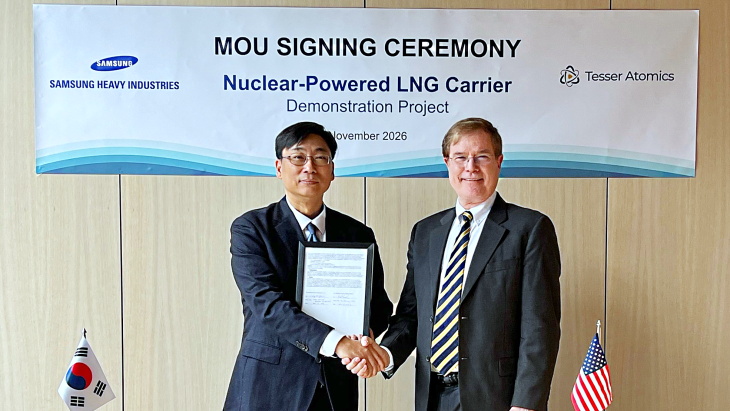 MOU SIGNING CEREMONY
SAMSUNG
SAMSUNG HEAVY INDUSTRIES
Nuclear-Powered LNG Carrier
Tesser Atomics
Demonstration Project
November 2026